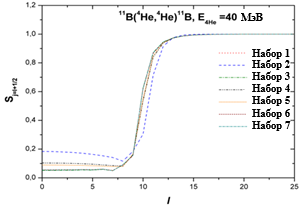 ¹¹B(⁴He,⁴He)¹¹B, E₄He =40 МэВ
1,2
1,0
0,8
0,6
0,4
0,2
0,0
Набор 1
Набор 2
Набор 3
Набор 4
Набор 5
Набор 6
Набор 7
0
5
10
15
20
25
l